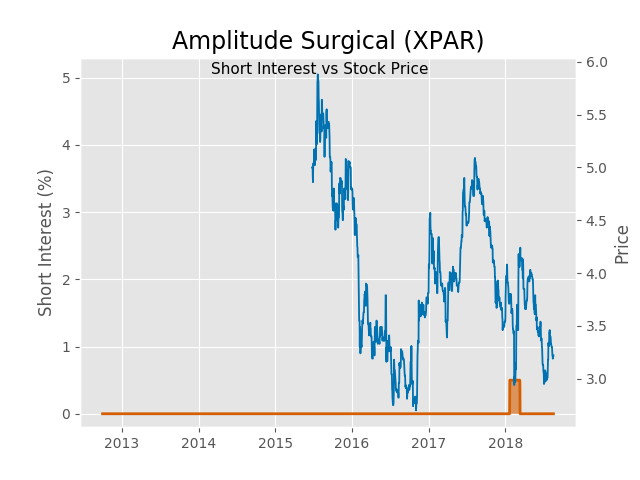 Amplitude Surgical (XPAR)
Short Interest vs Stock Price
Short Interest (%)
5
4
3
2
1
0
6.0
5.5
5.0
4.5
4.0
3.5
3.0
Price
2013 2014 2015 2016 2017 2018